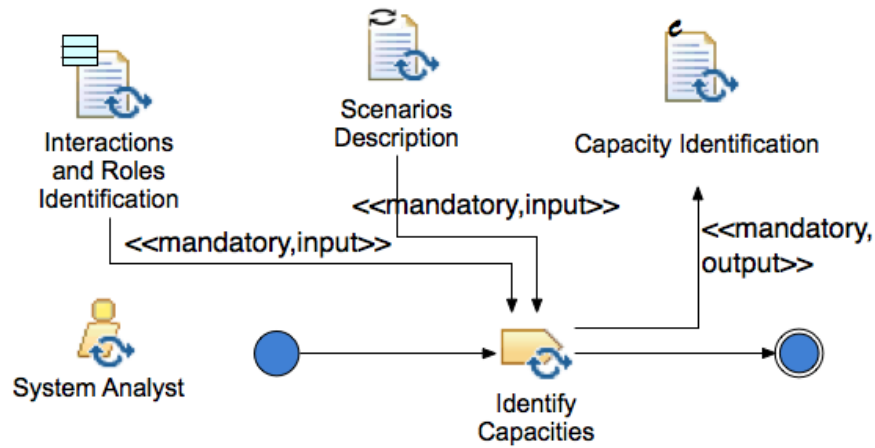 c
Interactions
and Roles
Identification
Scenarios
Description
Capacity Identification
<<mandatory,input>>
<<mandatory,input>>
<<mandatory,
output>>
System Analyst
Identify
Capacities